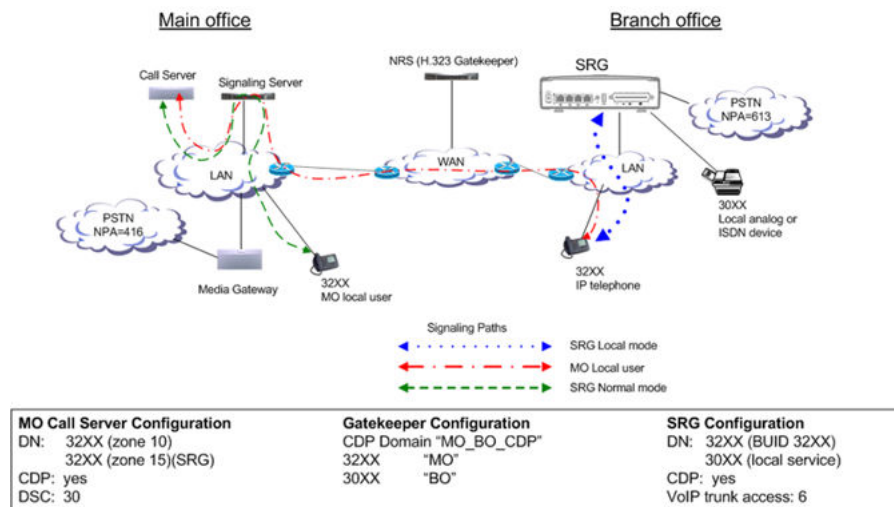 Main office
Branch office
Call Server
Signaling Server
NRS (H.323 Gatekeeper)
SRG
PSTN
NPA=613
LAN
WAN
LAN
PSTN
NPA=416
Media Gateway
32XX
MO local user
32XX
IP telephone
30XX
Local analog or
ISDN device
Signaling Paths
SRG Local mode
MO Local user
SRG Normal mode
MO Call Server Configuration
DN: 32XX (zone 10)
32XX (zone 15)(SRG)
CDP: yes
DSC: 30
Gatekeeper Configuration
CDP Domain “MO_BO_CDP”
32XX “MO”
30XX “BO”
SRG Configuration
DN: 32XX (BUID 32XX)
30XX (local service)
CDP: yes
VoIP trunk access: 6